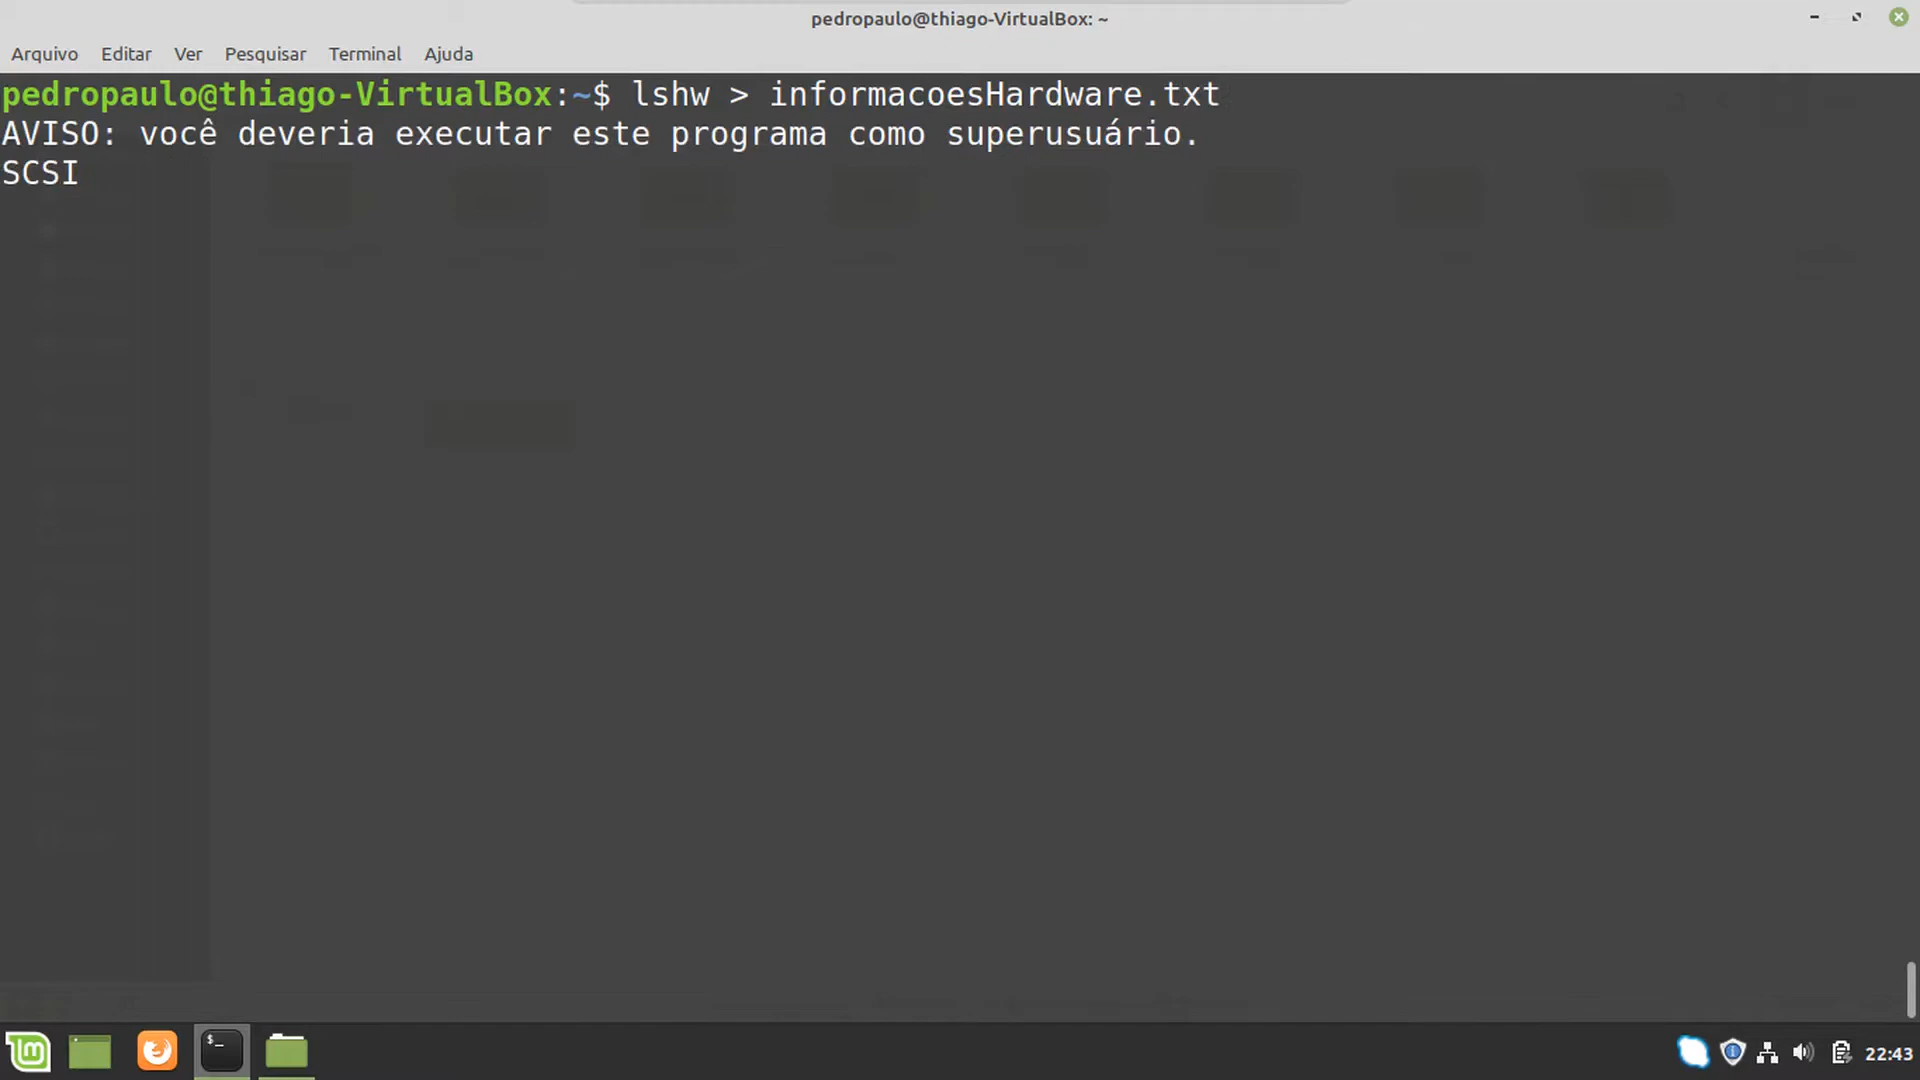 pedropaulo@thiago-VirtualBox: ~
Arquivo Editar Ver Pesquisar Terminal Ajuda
pedropaulo@thiago-VirtualBox:~$ lshw > informacoesHardware.txt
AVISO: você deveria executar este programa como superusuário.
SCSI
$_
22:43